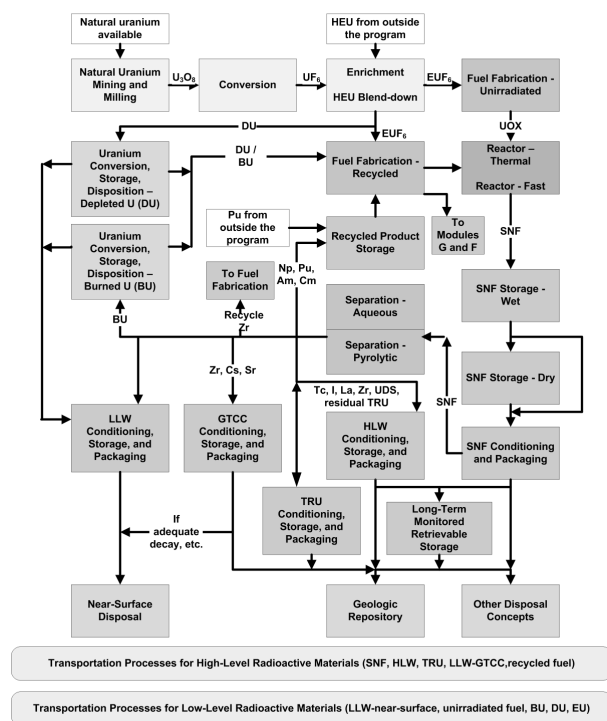 Natural uranium
available
HEU from outside
the program
Natural Uranium
Mining and
Milling
U3O8
Conversion
UF6
Enrichment
HEU Blend-down
EUF6
Fuel Fabrication -
Unirradiated
DU
EUF6
UOX
Uranium
Conversion,
Storage,
Disposition –
Depleted U (DU)
DU /
BU
Fuel Fabrication -
Recycled
Reactor –
Thermal
Reactor - Fast
Pu from
outside the
program
Recycled Product
Storage
To
Modules
G and F
SNF
Uranium
Conversion,
Storage,
Disposition –
Burned U (BU)
To Fuel
Fabrication
Np, Pu,
Am, Cm
SNF Storage -
Wet
BU
Recycle
Zr
Separation -
Aqueous
Separation -
Pyrolytic
Zr, Cs, Sr
Tc, I, La, Zr, UDS,
residual TRU
SNF
SNF Storage - Dry
LLW
Conditioning,
Storage, and
Packaging
GTCC
Conditioning,
Storage, and
Packaging
HLW
Conditioning,
Storage, and
Packaging
SNF Conditioning
and Packaging
If
adequate
decay, etc.
TRU
Conditioning,
Storage, and
Packaging
Long-Term
Monitored
Retrievable
Storage
Near-Surface
Disposal
Geologic
Repository
Other Disposal
Concepts
Transportation Processes for High-Level Radioactive Materials (SNF, HLW, TRU, LLW-GTCC,recycled fuel)
Transportation Processes for Low-Level Radioactive Materials (LLW-near-surface, unirradiated fuel, BU, DU, EU)